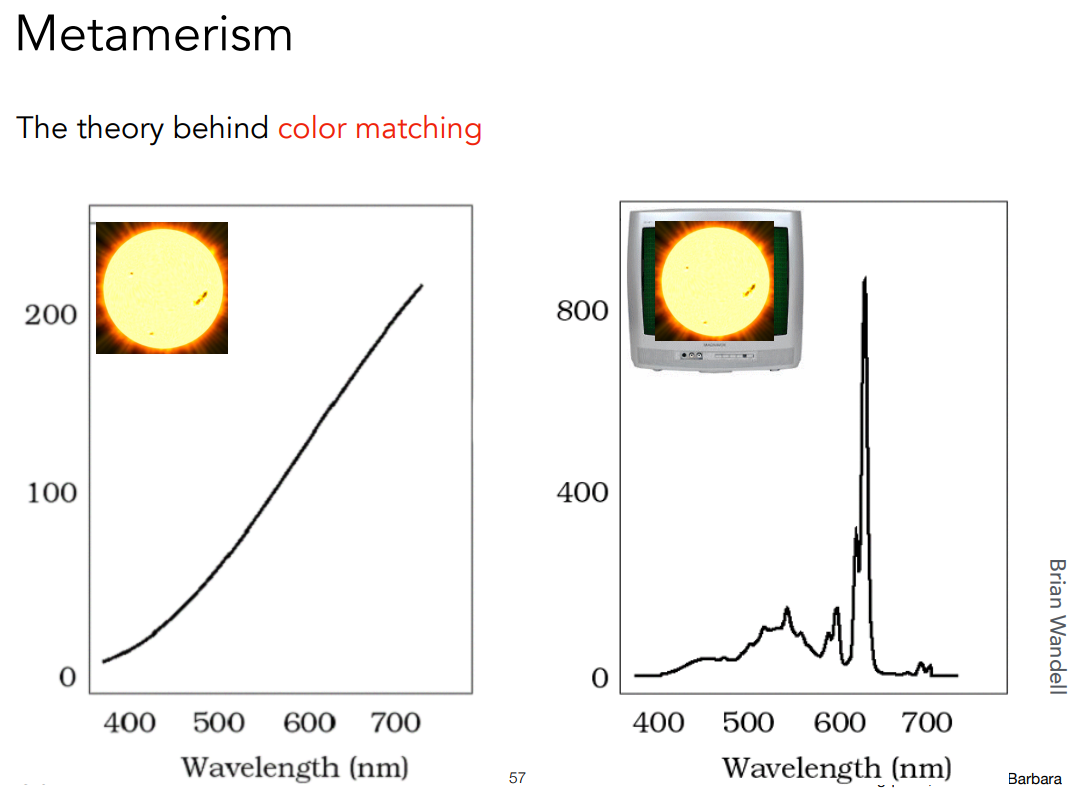 Metamerism
The theory behind color matching
200
100
0
400 500 600 700
Wavelength (nm)
800
400
0
400 500 600 700
Wavelength (nm)
Brian Wandell
57
Barbara